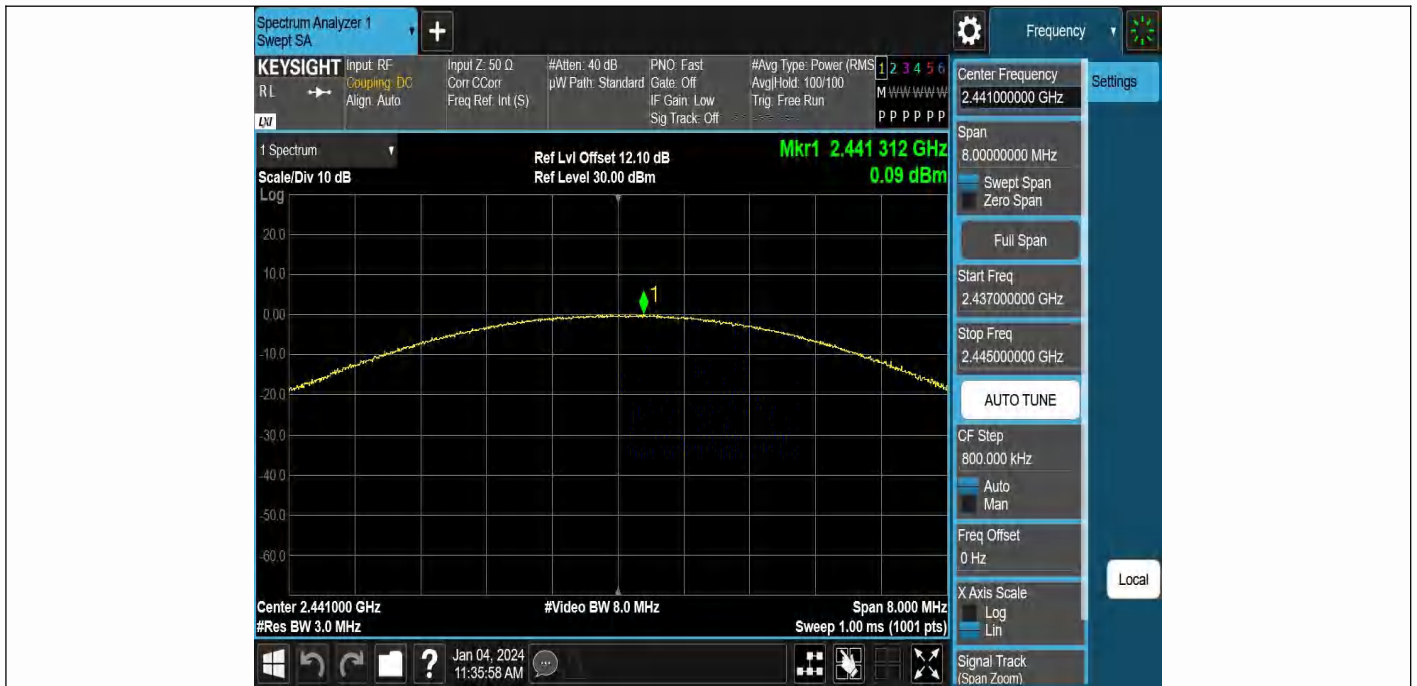 Spectrum Analyzer 1
Swept SA
+
Frequency
KEYSIGHT
R L
LXI
Input: RF
Coupling: DC
Align: Auto
Input Z: 50 Ω
Corr CCorr
Freq Ref: Int (S)
#Atten: 40 dB
µW Path: Standard
PNO: Fast
Gate: Off
IF Gain: Low
Sig Track: Off
#Avg Type: Power (RMS
Avg|Hold: 100/100
Trig: Free Run
1 2 3 4 5 6
M W W W W W
P P P P P P
1 Spectrum
Scale/Div 10 dB
Ref Lvl Offset 12.10 dB
Ref Level 30.00 dBm
Mkr1 2.441 312 GHz
0.09 dBm
Log
20.0
10.0
0.00
-10.0
-20.0
-30.0
-40.0
-50.0
-60.0
1
Center 2.441000 GHz
#Res BW 3.0 MHz
#Video BW 8.0 MHz
Span 8.000 MHz
Sweep 1.00 ms (1001 pts)
Center Frequency
2.441000000 GHz
Settings
Span
8.00000000 MHz
Swept Span
Zero Span
Full Span
Start Freq
2.437000000 GHz
Stop Freq
2.445000000 GHz
AUTO TUNE
CF Step
800.000 kHz
Auto
Man
Freq Offset
0 Hz
X Axis Scale
Log
Lin
Signal Track
(Span Zoom)
Local
?
Jan 04, 2024
11:35:58 AM